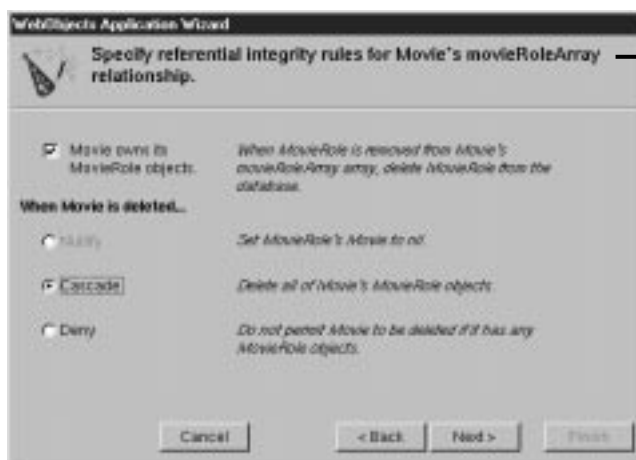 WebObjects Application Wizard
Specify referential integrity rules for Movie's movieRoleArray
relationship.
Movie owns its
MovieRole objects.
When MovieRole is removed from Movie's
movieRoleArray array, delete MovieRole from the
database.
When Movie is deleted...
Nullify
Set MovieRole's Movie to nil.
Cascade
Delete all of Movie's MovieRole objects.
Deny
Do not permit Movie to be deleted if it has any
MovieRole objects.
Cancel
< Back
Next >
Finish